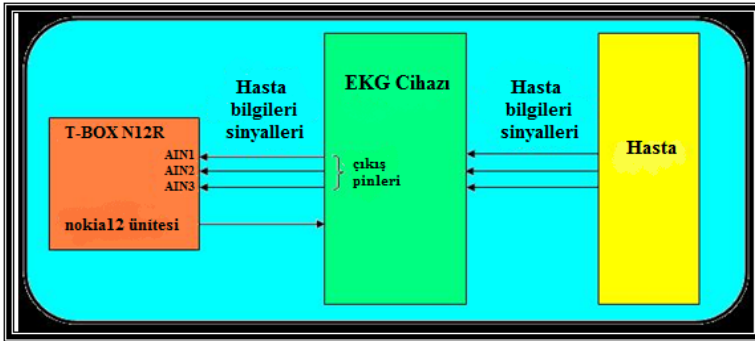 T-BOX N12R
AIN1
AIN2
AIN3
nokia12 ünitesi
Hasta
bilgileri
sinyalleri
EKG Cihazı
çıkış
pinleri
Hasta
bilgileri
sinyalleri
Hasta